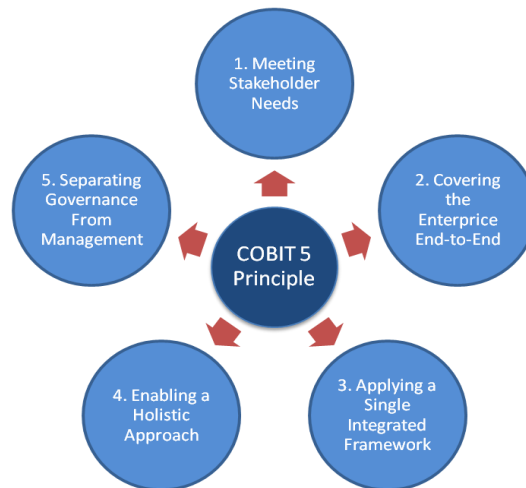 1. Meeting
Stakeholder
Needs
2. Covering
the
Enterprice
End-to-End
3. Applying a
Single
Integrated
Framework
4. Enabling a
Holistic
Approach
5. Separating
Governance
From
Management
COBIT 5
Principle